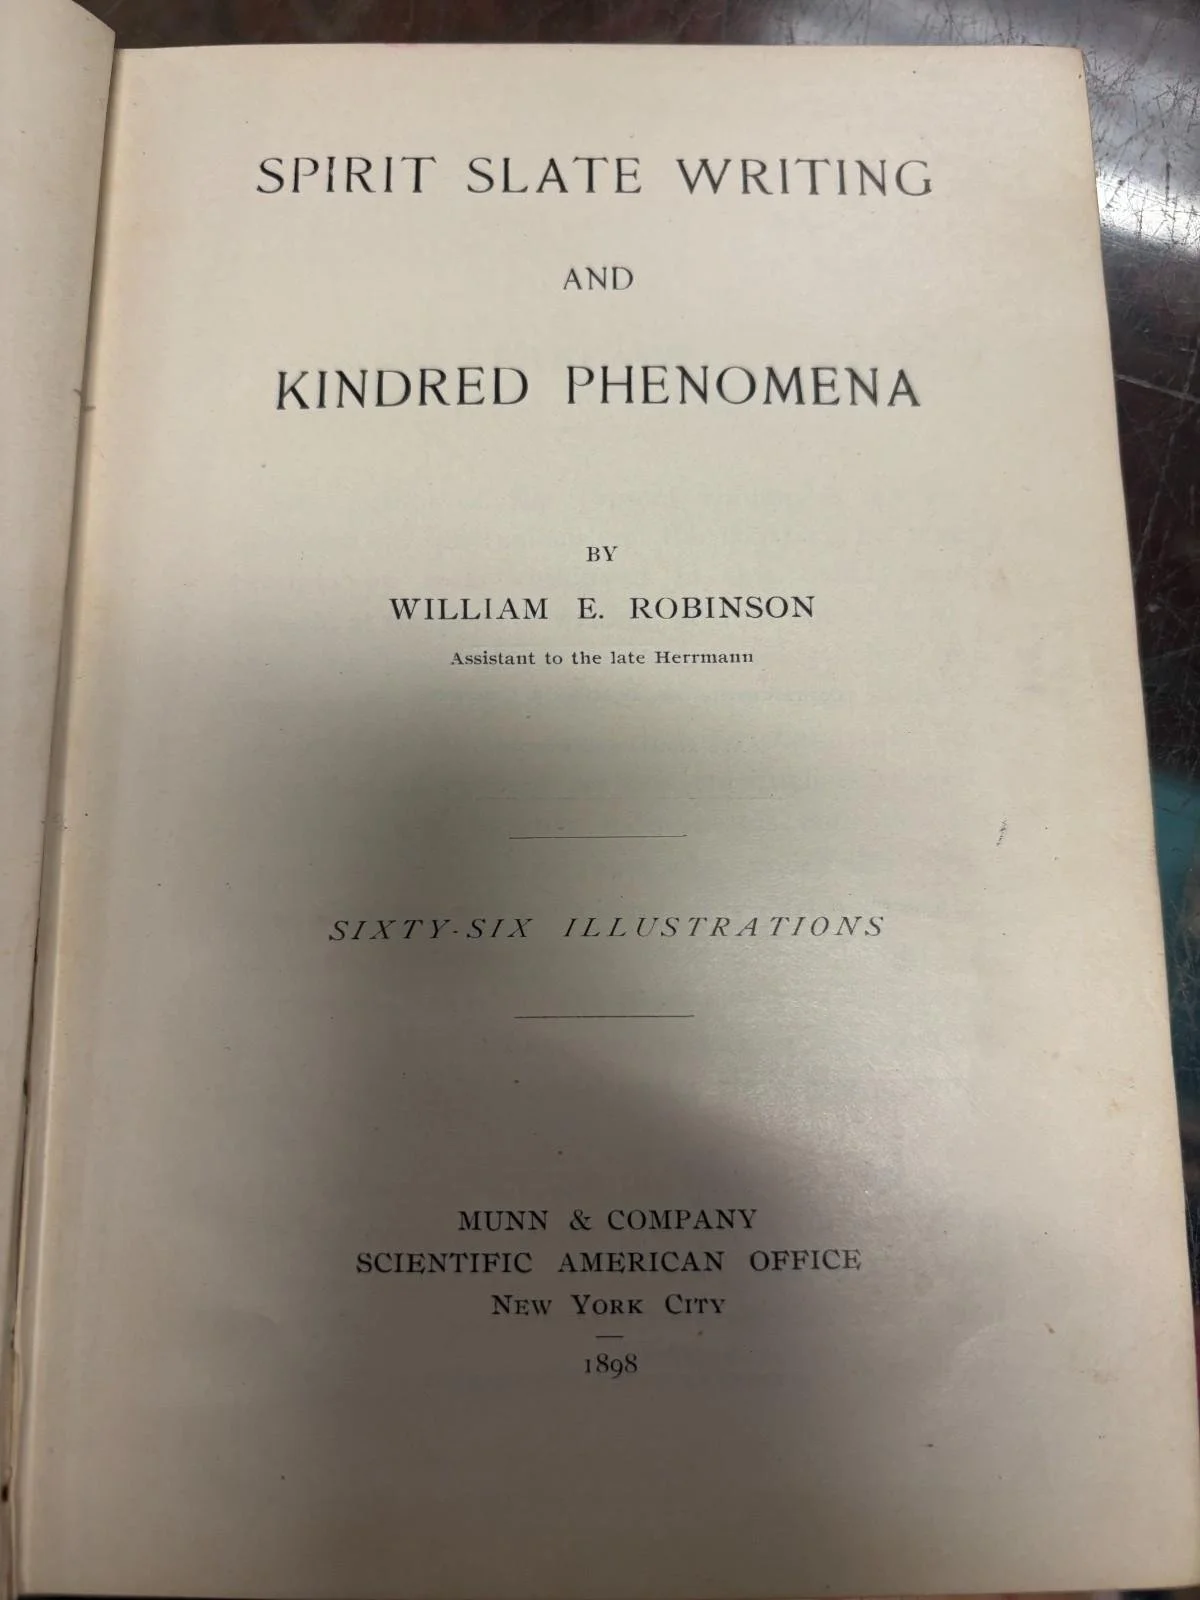 SPIRIT SLATE WRITING
AND
KINDRED PHENOMENA
BY
WILLIAM E. ROBINSON
Assistant to the late Herrmann
SIXTY-SIX ILLUSTRATIONS
MUNN & COMPANY
SCIENTIFIC AMERICAN OFFICE
NEW YORK CITY
1898